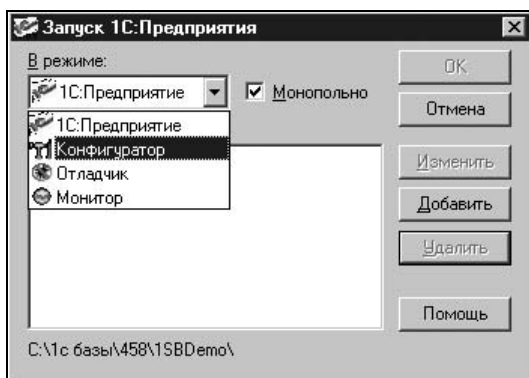 Запуск 1С:Предприятия
В режиме:
1С:Предприятие
Монопольно
1С:Предприятие
Конфигуратор
Отладчик
Монитор
OK
Отмена
Изменить
Добавить
Удалить
Помощь
C:\1с базы\458\1SBDemo\